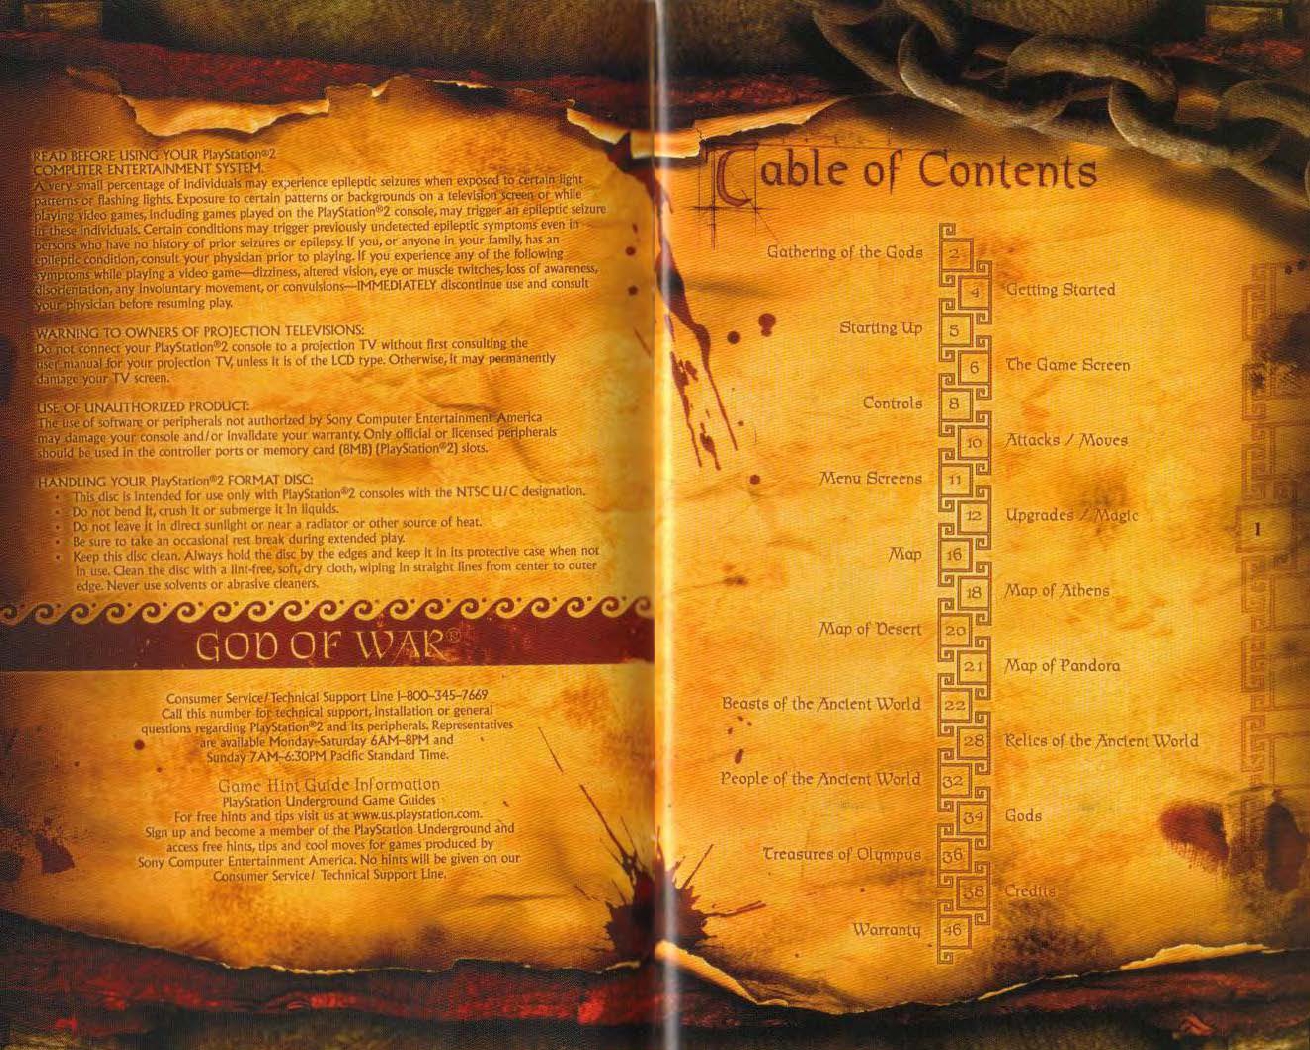 READ BEFORE USING YOUR PlayStation®2
COMPUTER ENTERTAINMENT SYSTEM.
A very small percentage of individuals may experience epileptic seizures when exposed to certain light
patterns or flashing lights. Exposure to certain patterns or backgrounds on a television screen or while
playing video games, including games played on the PlayStation®2 console, may trigger an epileptic seizure
in these individuals. Certain conditions may trigger previously undetected epileptic symptoms even in
persons who have no history of prior seizures or epilepsy. If you, or anyone in your family, has an
epileptic condition, consult your physician prior to playing. If you experience any of the following
symptoms while playing a video game—dizziness, altered vision, eye or muscle twitches, loss of awareness,
disorientation, any involuntary movement, or convulsions—IMMEDIATELY discontinue use and consult
your physician before resuming play.
WARNING TO OWNERS OF PROJECTION TELEVISIONS:
Do not connect your PlayStation®2 console to a projection TV without first consulting the
user manual for your projection TV, unless it is of the LCD type. Otherwise, it may permanently
damage your TV screen.
USE OF UNAUTHORIZED PRODUCT:
The use of software or peripherals not authorized by Sony Computer Entertainment America
may damage your console and/or invalidate your warranty. Only official or licensed peripherals
should be used in the controller ports or memory card (8MB) (PlayStation®2) slots.
HANDLING YOUR PlayStation®2 FORMAT DISC:
• This disc is intended for use only with PlayStation®2 consoles with the NTSC U/C designation.
• Do not bend it, crush it or submerge it in liquids.
• Do not leave it in direct sunlight or near a radiator or other source of heat.
• Be sure to take an occasional rest break during extended play.
• Keep this disc clean. Always hold the disc by the edges and keep it in its protective case when not
in use. Clean the disc with a lint-free, soft, dry cloth, wiping in straight lines from center to outer
edge. Never use solvents or abrasive cleaners.
GOD OF WAR®
Consumer Service/Technical Support Line 1-800-345-7669
Call this number for technical support, installation or general
questions regarding PlayStation®2 and its peripherals. Representatives
are available Monday-Saturday 6AM-8PM and
Sunday 7AM-6:30PM Pacific Standard Time.
Game Hint Guide Information
PlayStation Underground Game Guides
For free hints and tips visit us at www.us.playstation.com.
Sign up and become a member of the PlayStation Underground and
access free hints, tips and cool moves for games produced by
Sony Computer Entertainment America. No hints will be given on our
Consumer Service/ Technical Support Line.
Table of Contents
Gathering of the Gods 2
4 Getting Started
Starting Up 5
6 The Game Screen
Controls 8
10 Attacks / Moves
Menu Screens 11
12 Upgrades / Magic
Map 16
18 Map of Athens
Map of Desert 20
21 Map of Pandora
Beasts of the Ancient World 22
28 Relics of the Ancient World
People of the Ancient World 32
34 Gods
Treasures of Olympus 36
38 Credits
Warranty 46
1